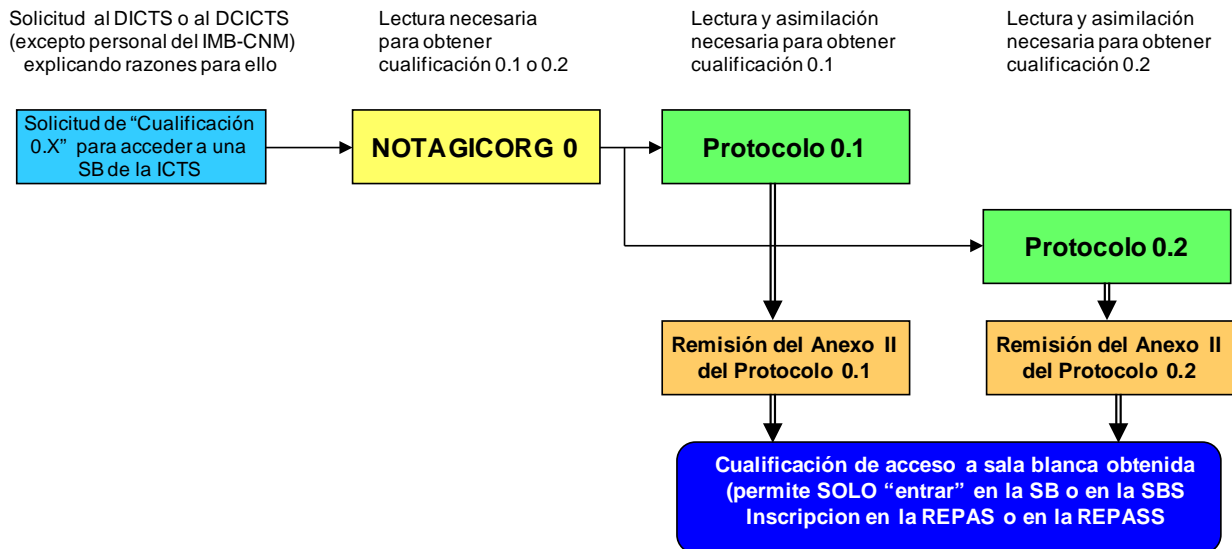 Solicitud al DICTS o al DCICTS
(excepto personal del IMB-CNM)
explicando razones para ello
Lectura necesaria
para obtener
cualificación 0.1 o 0.2
Lectura y asimilación
necesaria para obtener
cualificación 0.1
Lectura y asimilación
necesaria para obtener
cualificación 0.2
Solicitud de “Cualificación
0.X” para acceder a una
SB de la ICTS
NOTAGICORG 0
Protocolo 0.1
Protocolo 0.2
Remisión del Anexo II
del Protocolo 0.1
Remisión del Anexo II
del Protocolo 0.2
Cualificación de acceso a sala blanca obtenida
(permite SOLO “entrar” en la SB o en la SBS
Inscripcion en la REPAS o en la REPASS